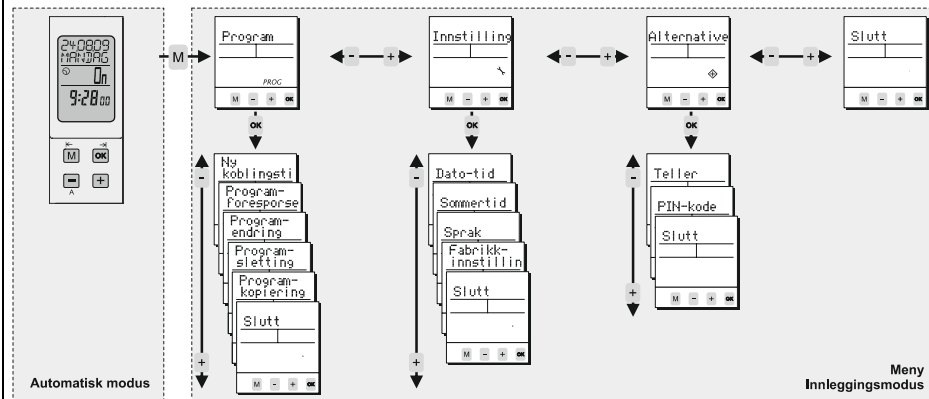 24.08.09
MANDAG
On
9:28 00
M OK
- +
A
Automatisk modus
M
Program
PROG
M - + OK
- +
Innstilling
M - + OK
- +
Alternative
M - + OK
- +
Slutt
M - + OK
OK
OK
OK
-
+
Ny
koblingsti
Program-
foresporse
Program-
endring
Program-
sletting
Program-
kopiering
Slutt
M - + OK
-
+
Dato-tid
Sommertid
Sprak
Fabrikk-
innstillin
Slutt
M - + OK
-
+
Teller
PIN-kode
Slutt
M - + OK
Meny
Innleggingsmodus